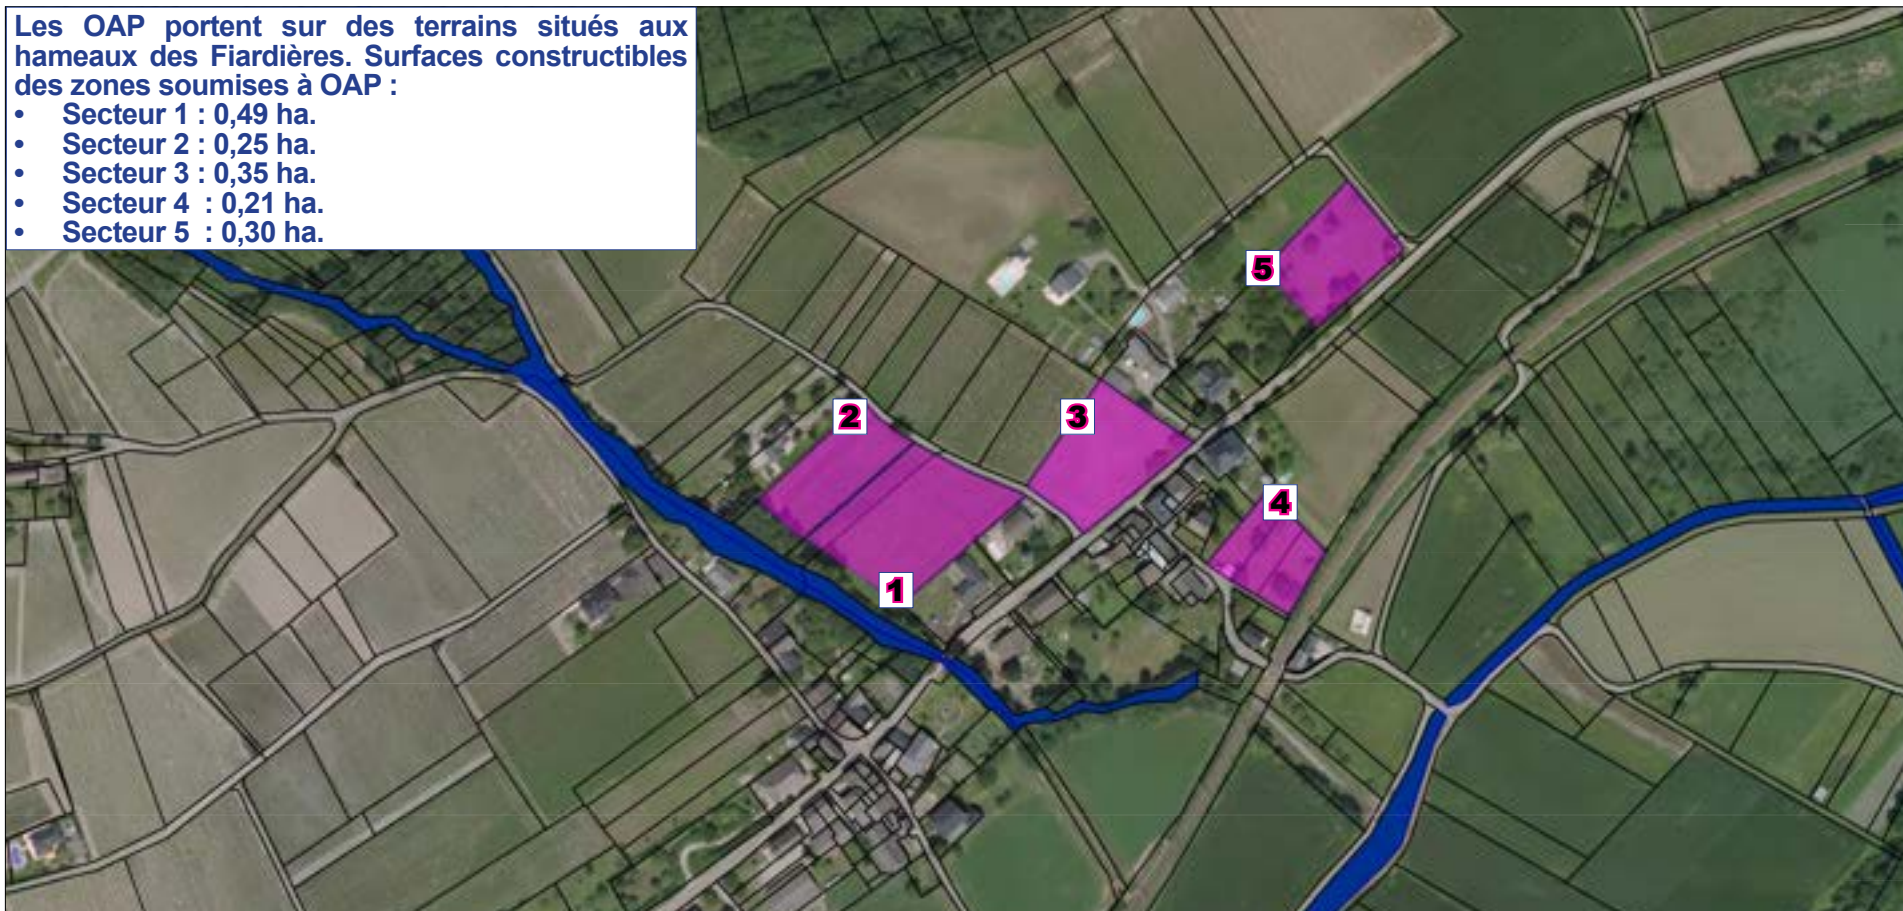 Les OAP portent sur des terrains situés aux
hameaux des Fiardières. Surfaces constructibles
des zones soumises à OAP :
• Secteur 1 : 0,49 ha.
• Secteur 2 : 0,25 ha.
• Secteur 3 : 0,35 ha.
• Secteur 4 : 0,21 ha.
• Secteur 5 : 0,30 ha.
5
2
3
4
1